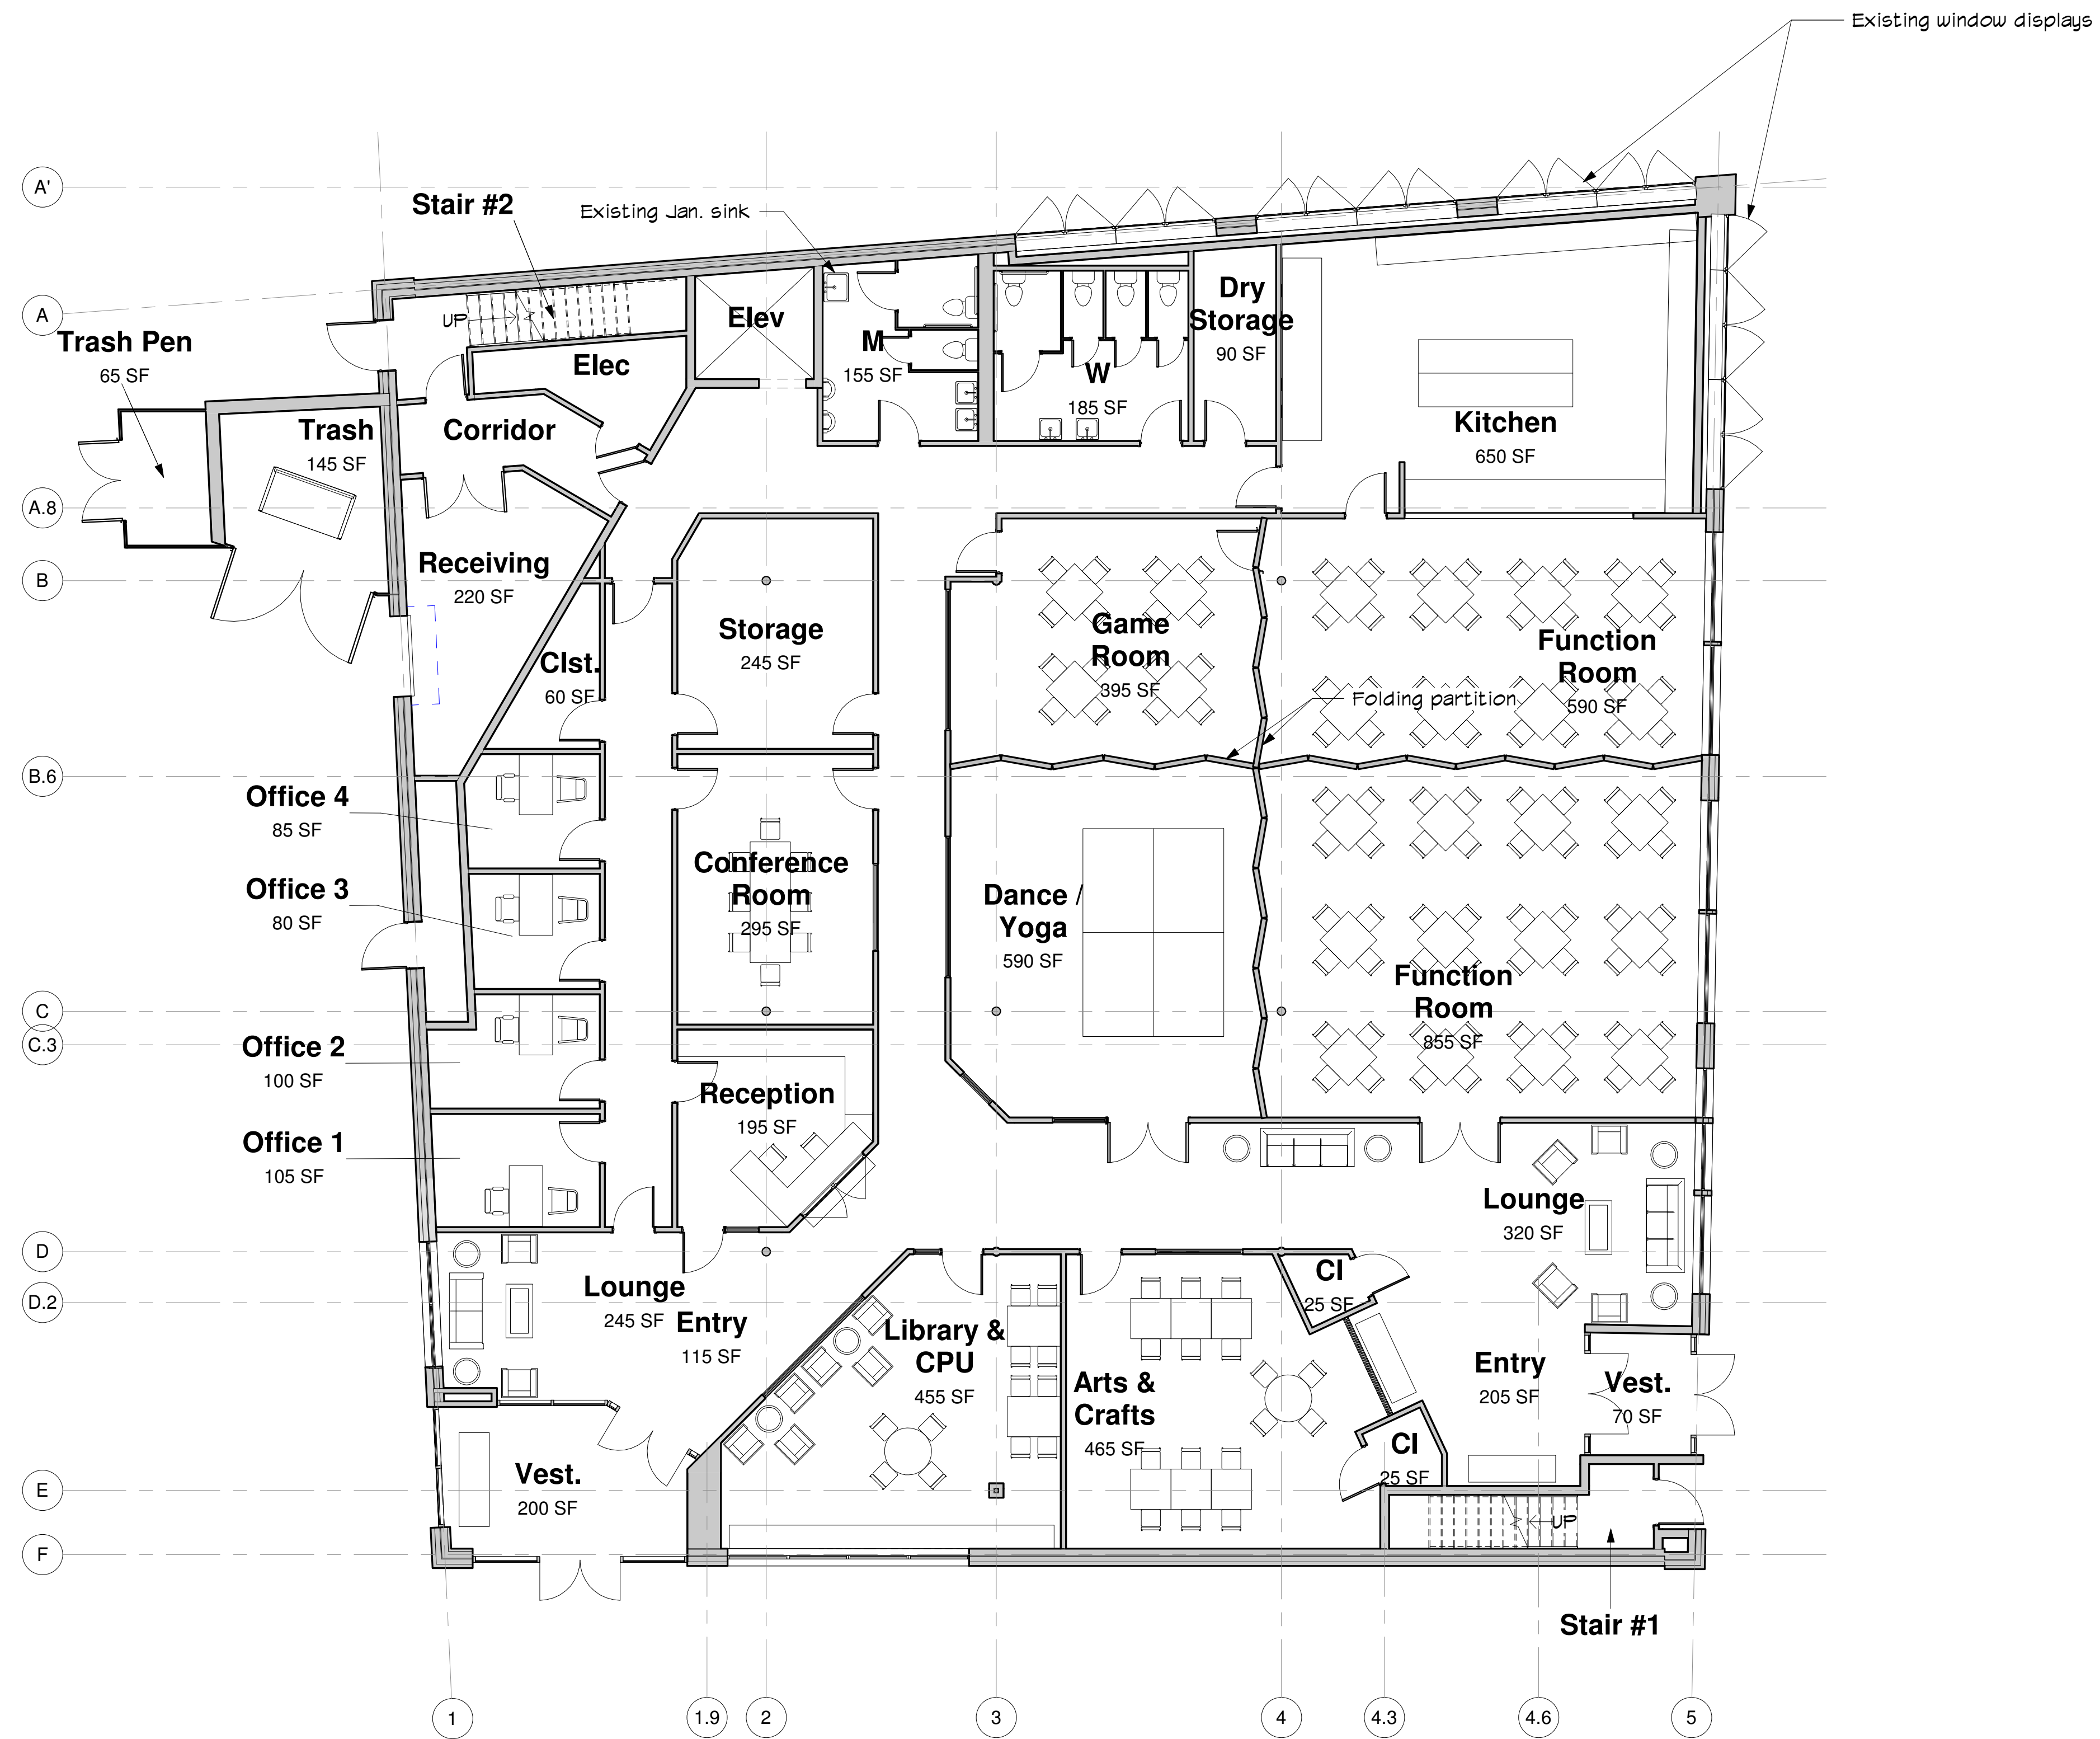 Existing window displays
A'
Stair #2
Existing Jan. sink
A
UP
Elev
Dry
Storage
90 SF
Trash Pen
65 SF
Elec
M
155 SF
W
185 SF
Trash
145 SF
Corridor
Kitchen
650 SF
A.8
Receiving
220 SF
B
Storage
245 SF
Game
Room
395 SF
Function
Room
590 SF
Clst.
60 SF
Folding partition
B.6
Office 4
85 SF
Office 3
80 SF
Conference
Room
295 SF
Dance /
Yoga
590 SF
Function
Room
855 SF
C
C.3
Office 2
100 SF
Reception
195 SF
Office 1
105 SF
Lounge
320 SF
D
D.2
Lounge
245 SF
Entry
115 SF
Library &
CPU
455 SF
Cl
25 SF
Arts &
Crafts
465 SF
Entry
205 SF
Vest.
70 SF
Cl
25 SF
Vest.
200 SF
E
UP
F
Stair #1
1
1.9
2
3
4
4.3
4.6
5